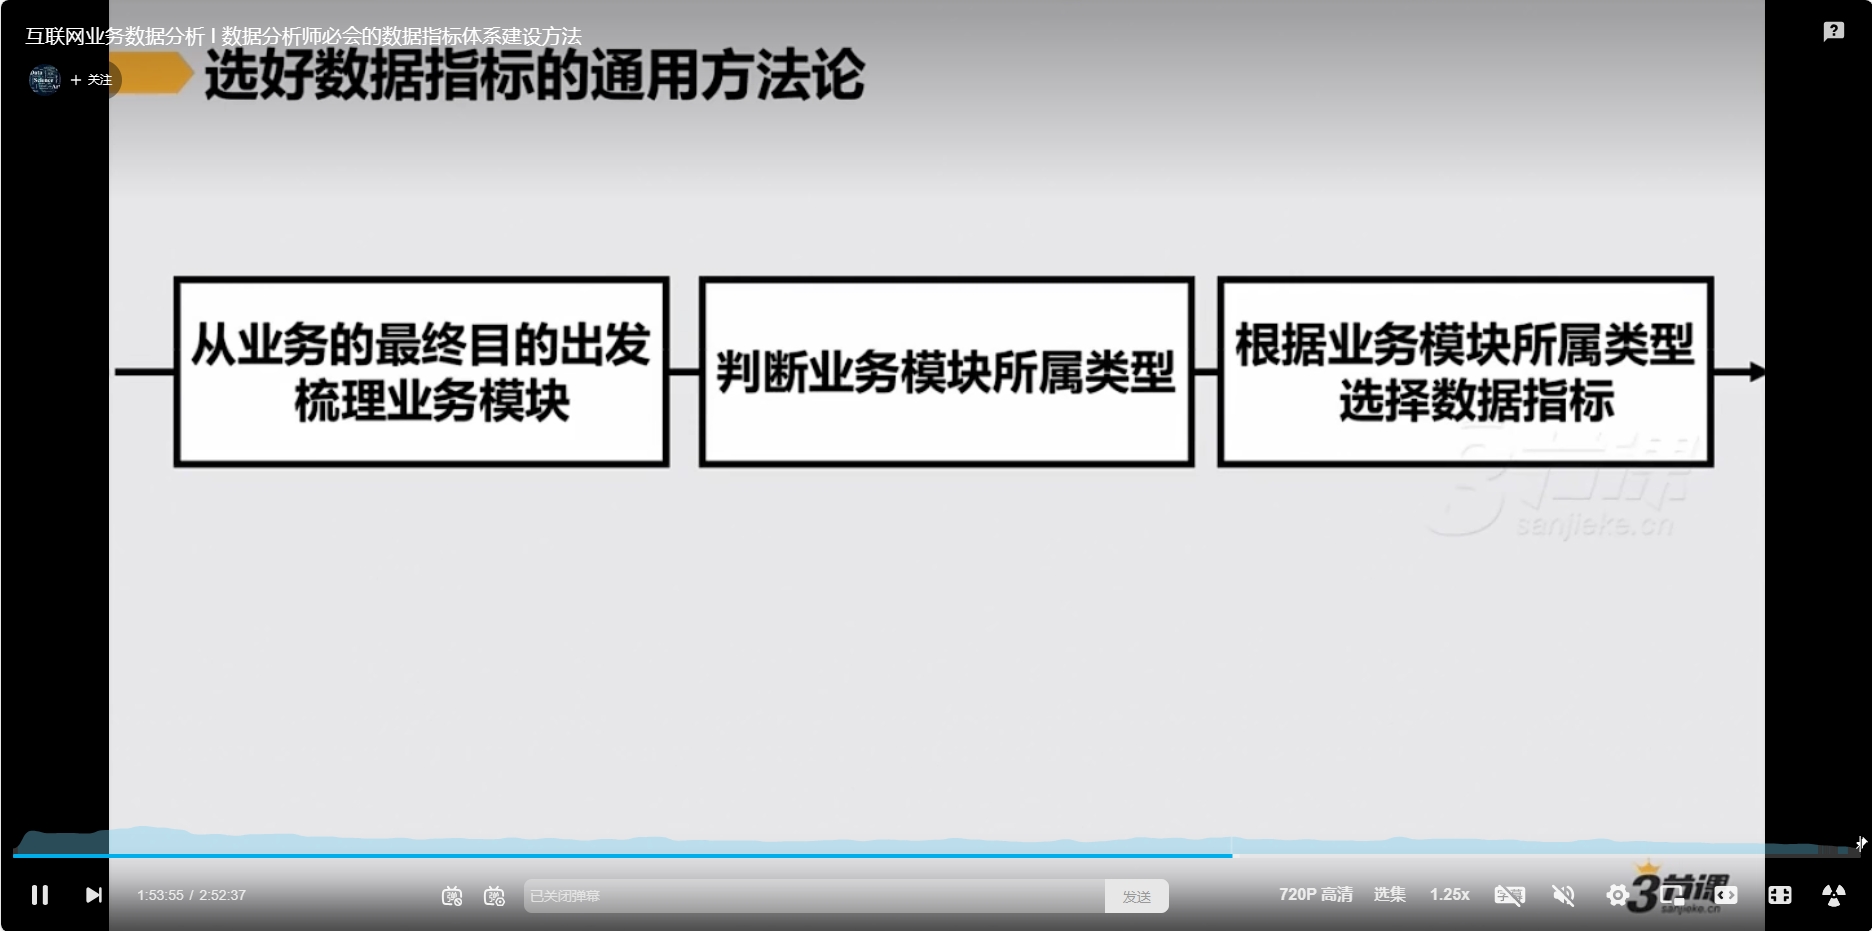 互联网业务数据分析 | 数据分析师必会的数据指标体系建设方法
+ 关注
选好数据指标的通用方法论
从业务的最终目的出发
梳理业务模块
判断业务模块所属类型
根据业务模块所属类型
选择数据指标
3节课
sanjieke.cn
1:53:55 / 2:52:37
已关闭弹幕
发送
720P 高清
选集
1.25x
3节课
sanjieke.cn